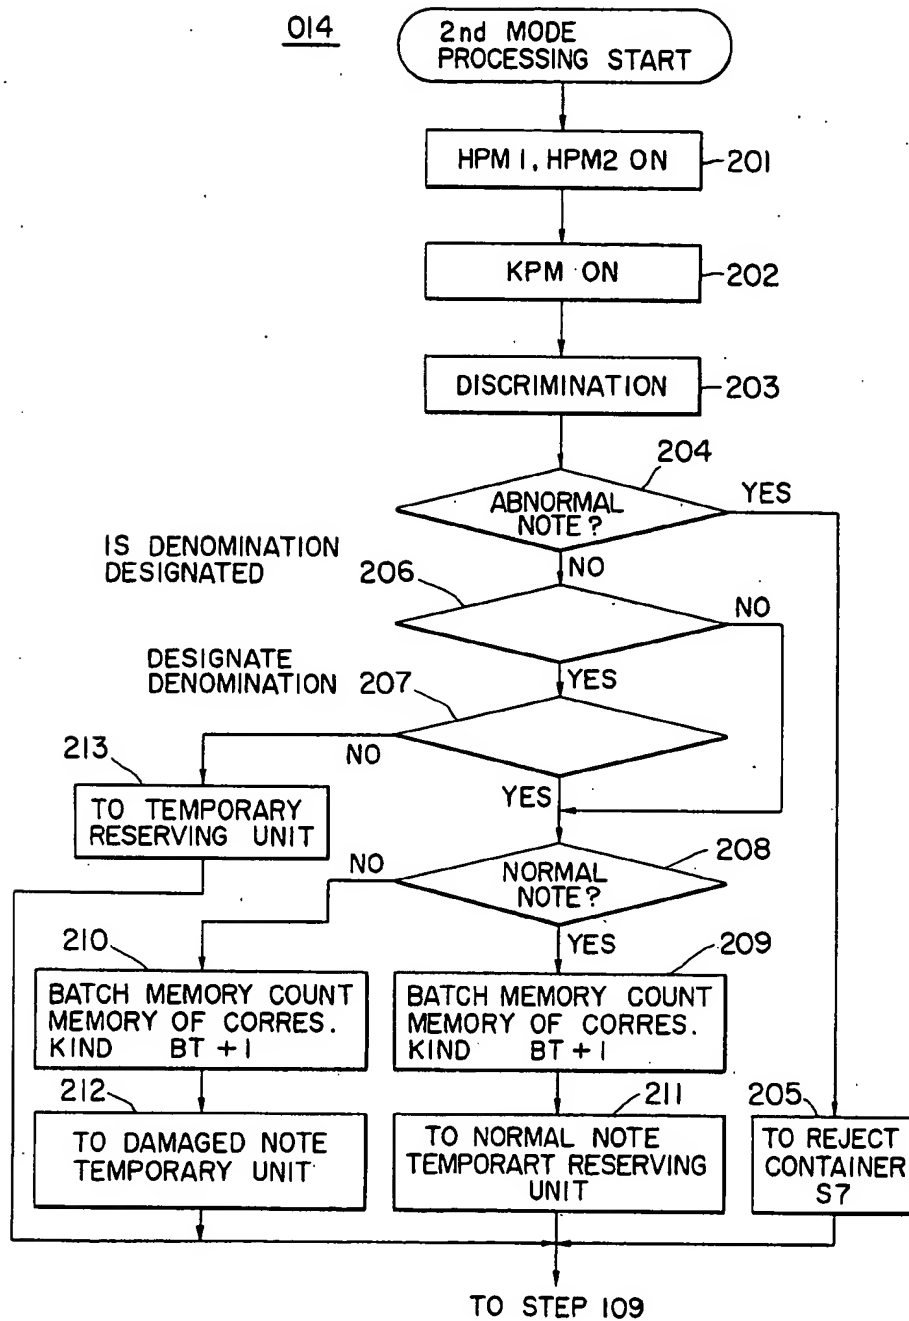 014
2nd MODE
PROCESSING START
HPM1, HPM2 ON
201
KPM ON
202
DISCRIMINATION
203
204
ABNORMAL
NOTE?
YES
NO
IS DENOMINATION
DESIGNATED
206
NO
YES
DESIGNATE
DENOMINATION
207
NO
YES
213
TO TEMPORARY
RESERVING UNIT
208
NORMAL
NOTE?
NO
YES
210
BATCH MEMORY COUNT
MEMORY OF CORRES.
KIND BT+1
209
BATCH MEMORY COUNT
MEMORY OF CORRES.
KIND BT+1
212
TO DAMAGED NOTE
TEMPORARY UNIT
211
TO NORMAL NOTE
TEMPORART RESERVING
UNIT
205
TO REJECT
CONTAINER
S7
TO STEP 109